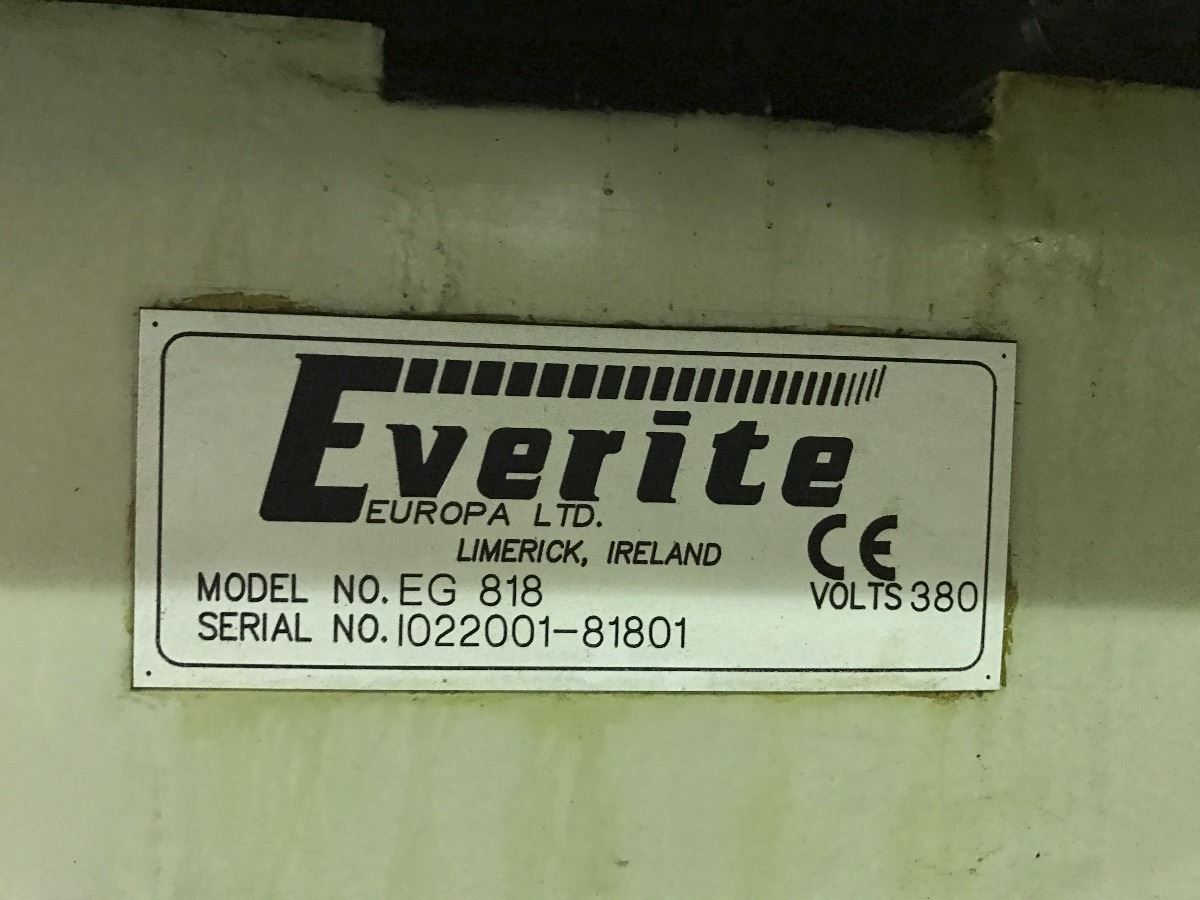 Everite
EUROPA LTD.
LIMERICK, IRELAND
CE
MODEL NO. EG 818
VOLTS 380
SERIAL NO. 1022001-81801